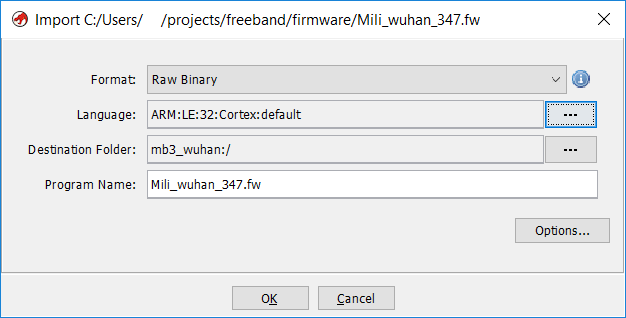 Import C:/Users/ /projects/freeband/firmware/Mili_wuhan_347.fw
Format: Raw Binary
Language: ARM:LE:32:Cortex:default ...
Destination Folder: mb3_wuhan:/ ...
Program Name: Mili_wuhan_347.fw
Options...
OK Cancel